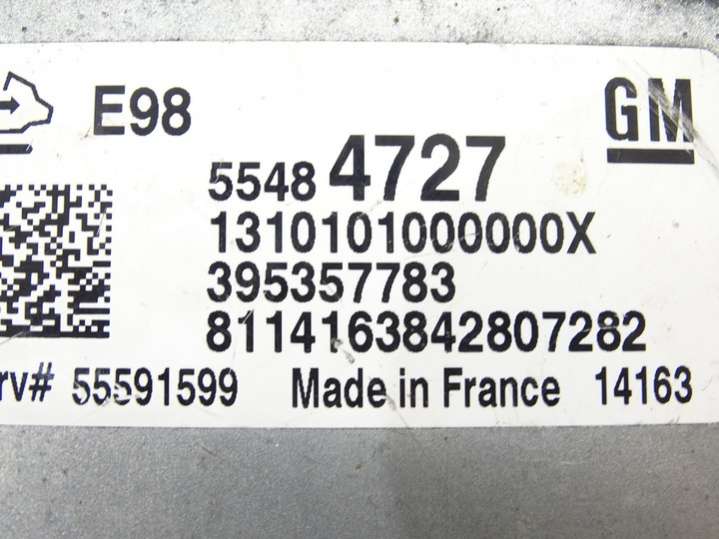 E98
GM
5548 4727
1310101000000X
395357783
8114163842807282
rv# 55591599 Made in France 14163